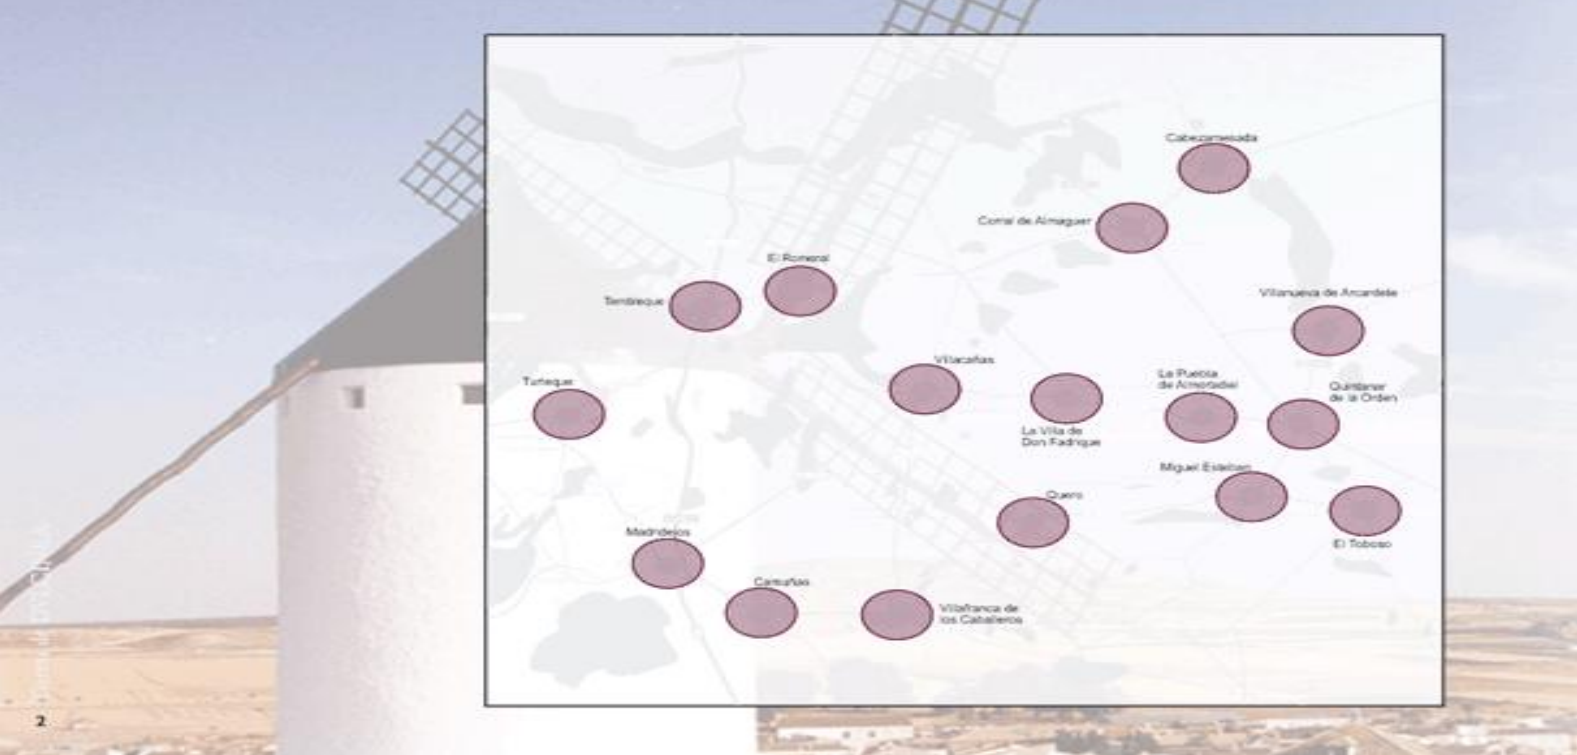 Cabezamesada
Corral de Almaguer
El Romeral
Tembleque
Villanueva de Arcardete
Villacañas
La Puebla
de Almoradiel
Turleque
Quintanar
de la Orden
La Villa de
Don Fadrique
Miguel Esteban
Quero
Madridejos
El Toboso
Camuñas
Villafranca de
los Caballeros
2